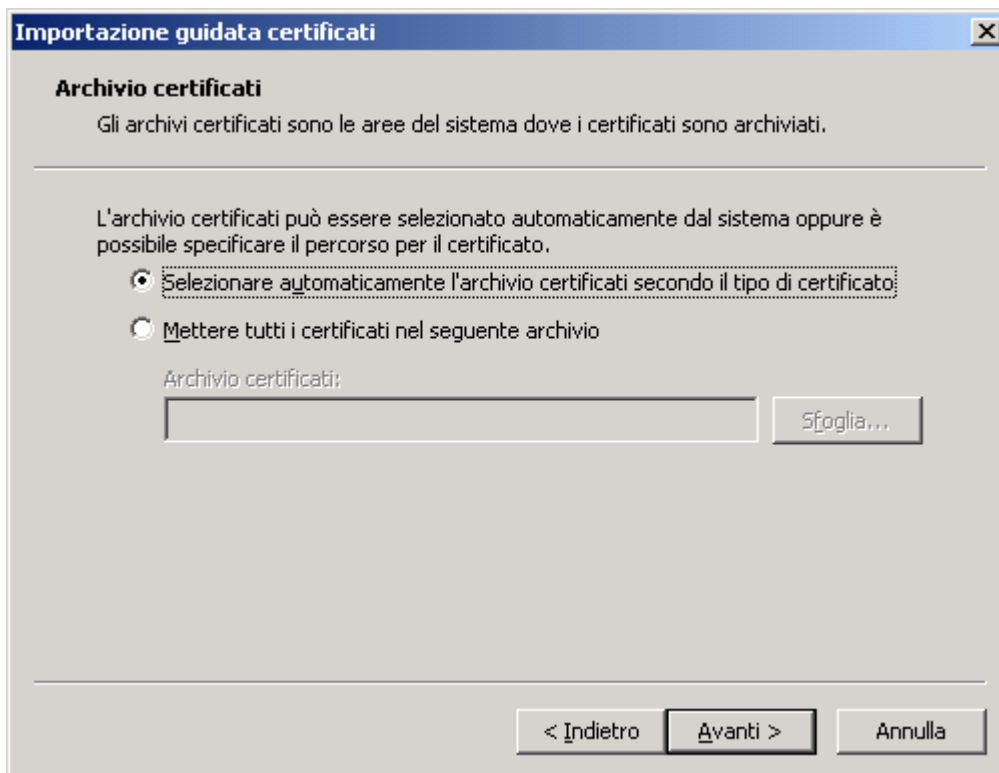 Importazione guidata certificati
Archivio certificati
Gli archivi certificati sono le aree del sistema dove i certificati sono archiviati.
L'archivio certificati può essere selezionato automaticamente dal sistema oppure è
possibile specificare il percorso per il certificato.
Selezionare automaticamente l'archivio certificati secondo il tipo di certificato
Mettere tutti i certificati nel seguente archivio
Archivio certificati:
Sfoglia...
< Indietro Avanti > Annulla